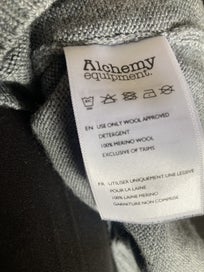 Alchemy
equipment.
EN USE ONLY WOOL APPROVED
DETERGENT
100% MERINO WOOL
EXCLUSIVE OF TRIMS
FR UTILISER UNIQUEMENT UNE LESSIVE
POUR LA LAINE
100% LAINE MERINO
GARNITURE NON COMPRISE